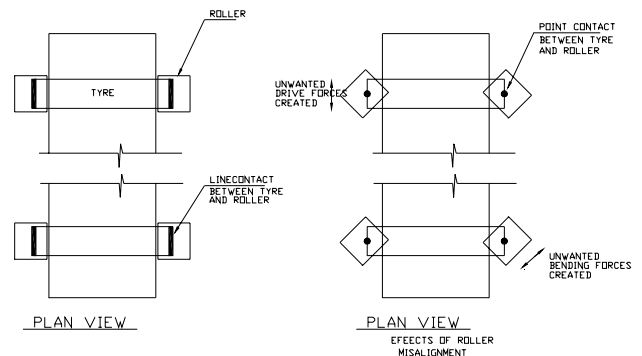 ROLLER
TYRE
LINECONTACT
BETWEEN TYRE
AND ROLLER
PLAN VIEW
POINT CONTACT
BETWEEN TYRE
AND ROLLER
UNWANTED
DRIVE FORCES
CREATED
UNWANTED
BENDING FORCES
CREATED
PLAN VIEW
EFEECTS OF ROLLER
MISALIGNMENT